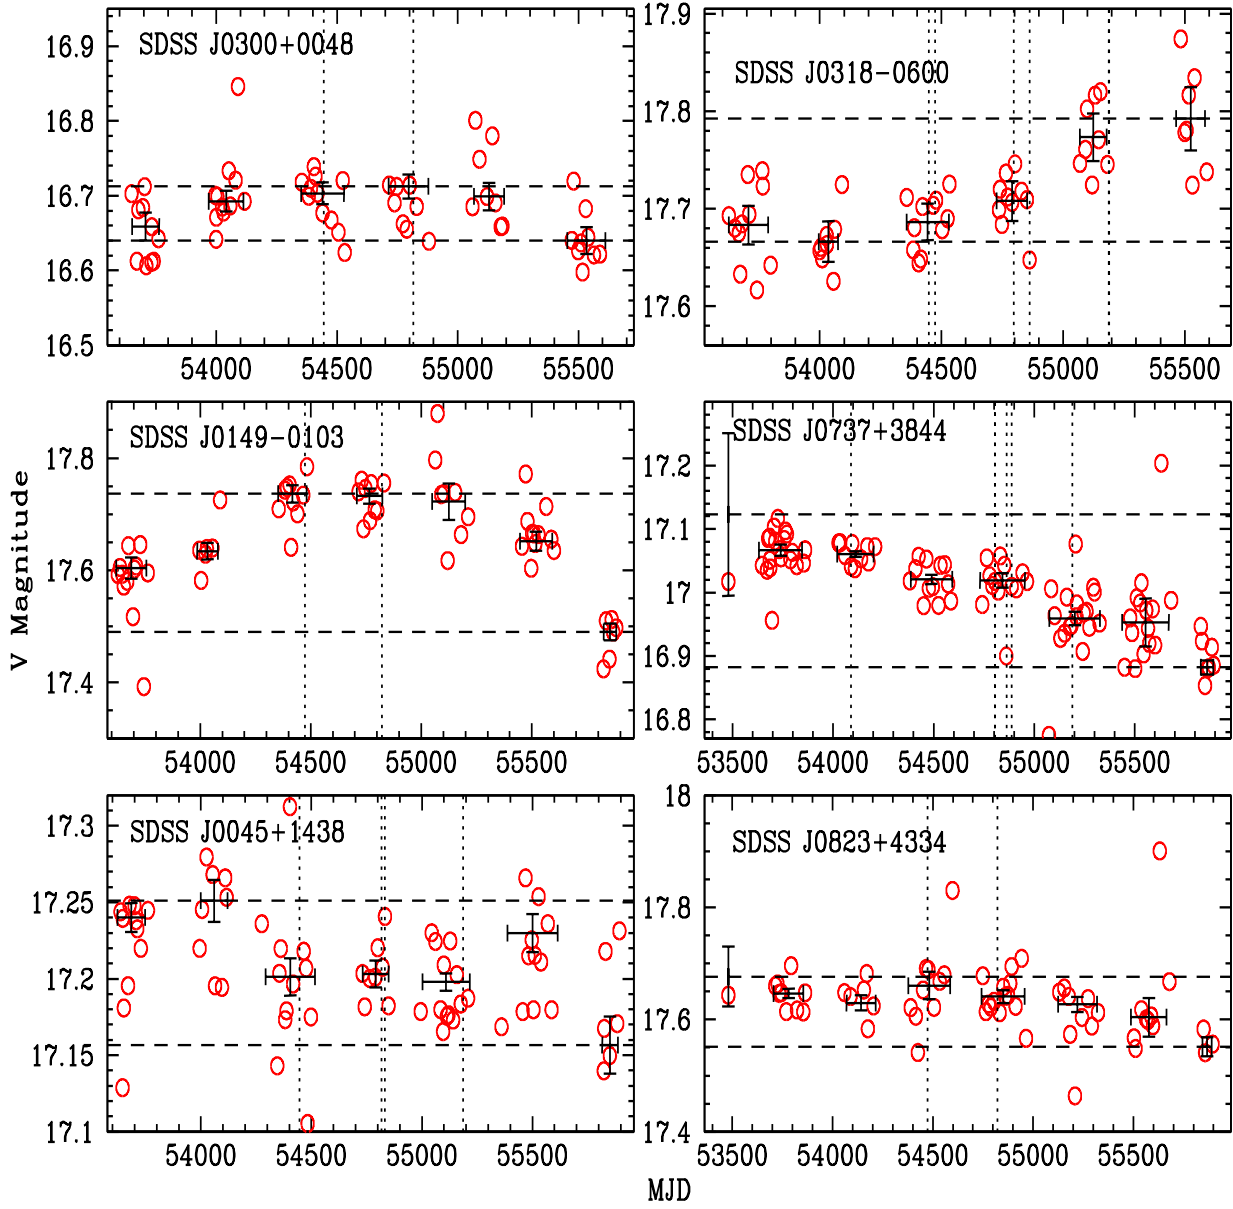 SDSS J0300+0048
16.9
16.8
16.7
16.6
16.5
54000 54500 55000 55500
SDSS J0318-0600
17.9
17.8
17.7
17.6
54000 54500 55000 55500
SDSS J0149-0103
17.8
17.6
17.4
54000 54500 55000 55500
SDSS J0737+3844
17.2
17.1
17
16.9
16.8
53500 54000 54500 55000 55500
SDSS J0045+1438
17.3
17.25
17.2
17.15
17.1
54000 54500 55000 55500
SDSS J0823+4334
18
17.8
17.6
17.4
53500 54000 54500 55000 55500
V Magnitude
MJD